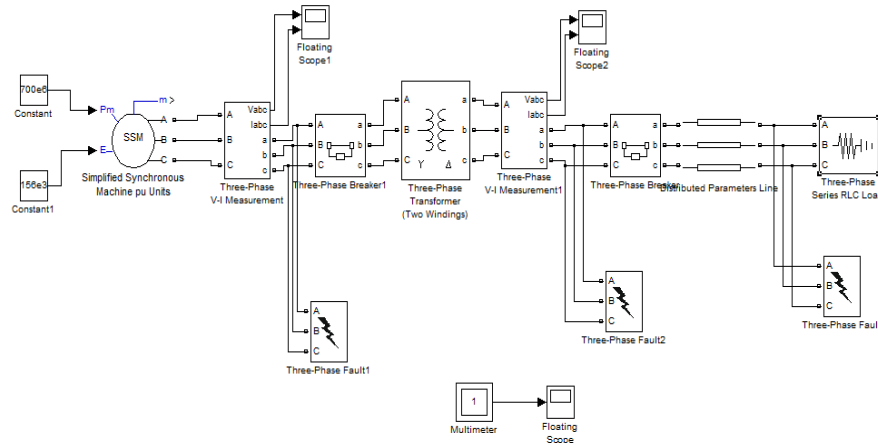 Floating
Scope1
Floating
Scope2
700e6
Constant
Pm
m
E
SSM
A
B
C
Simplified Synchronous
Machine pu Units
156e3
Constant1
A
B
C
Vabc
Iabc
a
b
c
Three-Phase
V-I Measurement
A
B
C
a
b
c
Three-Phase Breaker1
A
B
C
a
b
c
Y
Δ
Three-Phase
Transformer
(Two Windings)
A
B
C
Vabc
Iabc
a
b
c
Three-Phase
V-I Measurement1
A
B
C
a
b
c
Three-Phase Breaker
Distributed Parameters Line
A
B
C
Three-Phase
Series RLC Loa
A
B
C
Three-Phase Fault1
A
B
C
Three-Phase Fault2
A
B
C
Three-Phase Faul
1
Multimeter
Floating
Scope